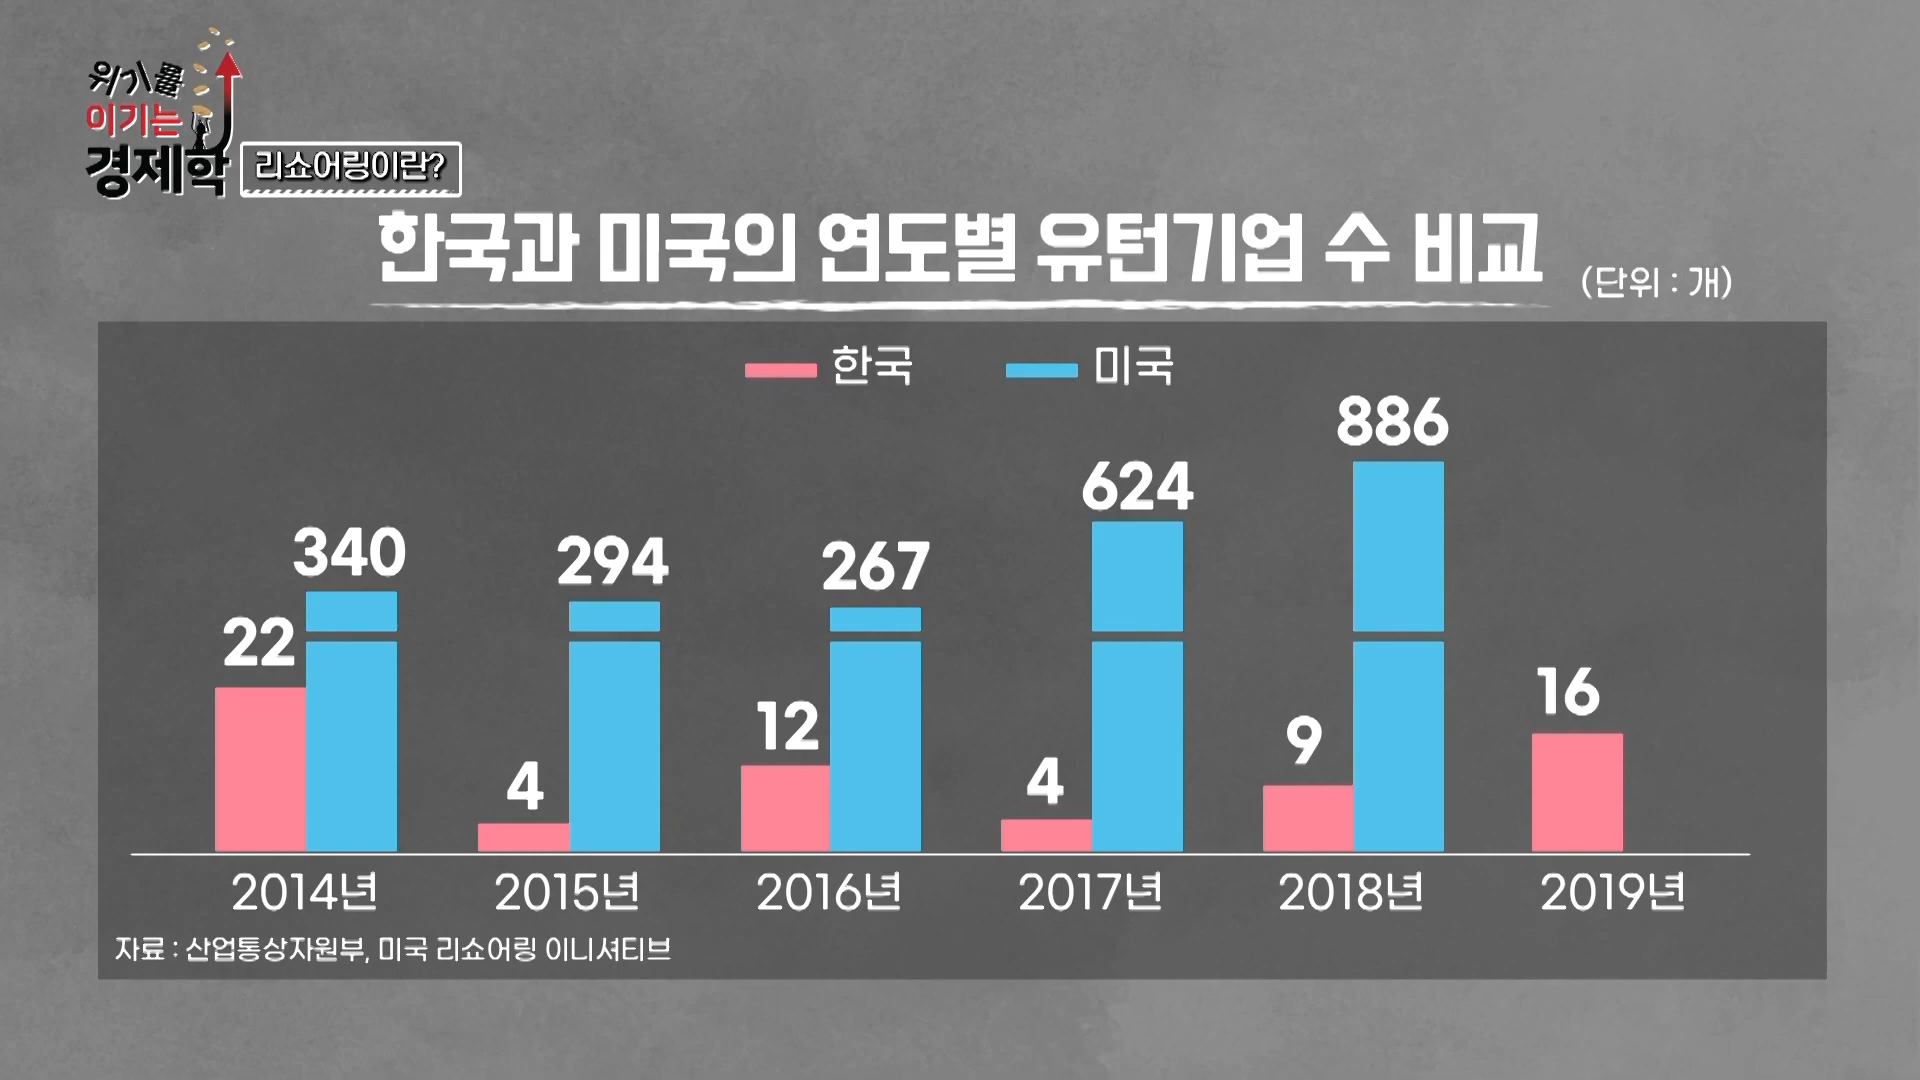 위기를
이기는
경제학
리쇼어링이란?
한국과 미국의 연도별 유턴기업 수 비교
(단위 : 개)
한국 미국
22 340
4 294
12 267
4 624
9 886
16
2014년 2015년 2016년 2017년 2018년 2019년
자료 : 산업통상자원부, 미국 리쇼어링 이니셔티브